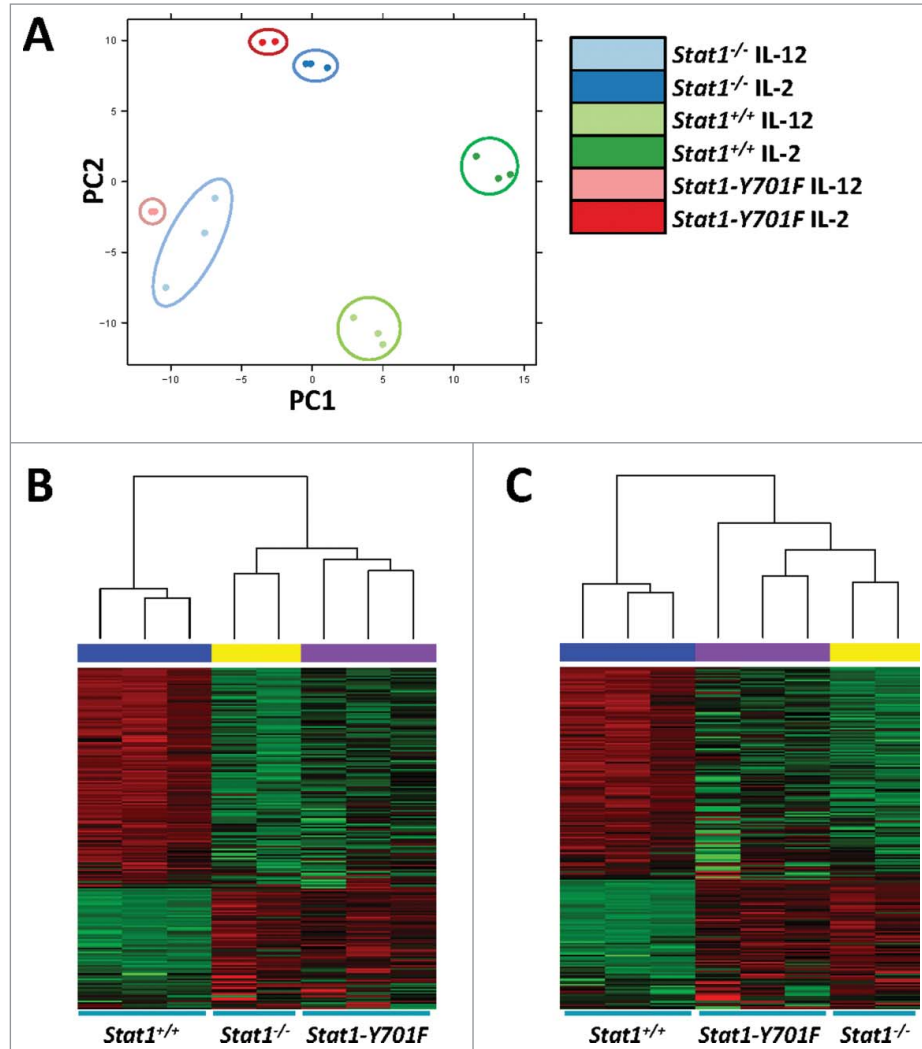 A
10
5
0
−5
−10
PC2
−10
−5
0
5
10
15
PC1
Stat1-/- IL-12
Stat1-/- IL-2
Stat1+/+ IL-12
Stat1+/+ IL-2
Stat1-Y701F IL-12
Stat1-Y701F IL-2
B
Stat1+/+
Stat1-/-
Stat1-Y701F
C
Stat1+/+
Stat1-Y701F
Stat1-/-